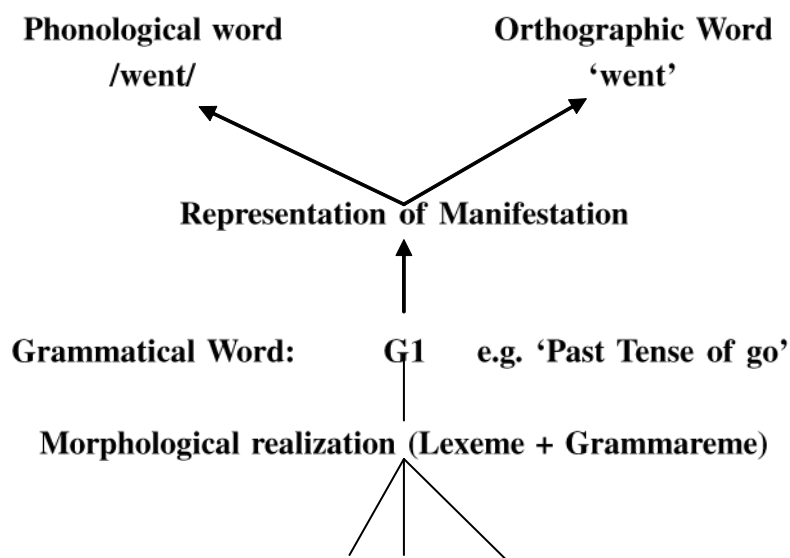 Phonological word
/went/
Orthographic Word
‘went’
Representation of Manifestation
Grammatical Word: G1 e.g. ‘Past Tense of go’
Morphological realization (Lexeme + Grammareme)